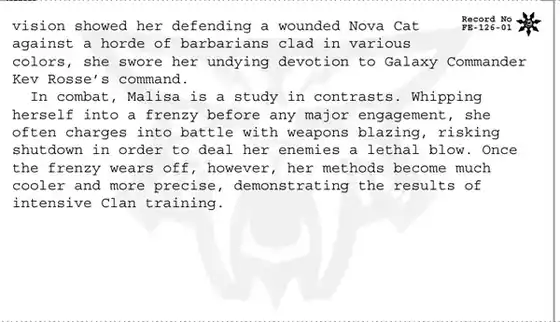 vision showed her defending a wounded Nova Cat
against a horde of barbarians clad in various
colors, she swore her undying devotion to Galaxy Commander
Kev Rosse’s command.
In combat, Malisa is a study in contrasts. Whipping
herself into a frenzy before any major engagement, she
often charges into battle with weapons blazing, risking
shutdown in order to deal her enemies a lethal blow. Once
the frenzy wears off, however, her methods become much
cooler and more precise, demonstrating the results of
intensive Clan training.
Record No
FE-126-01